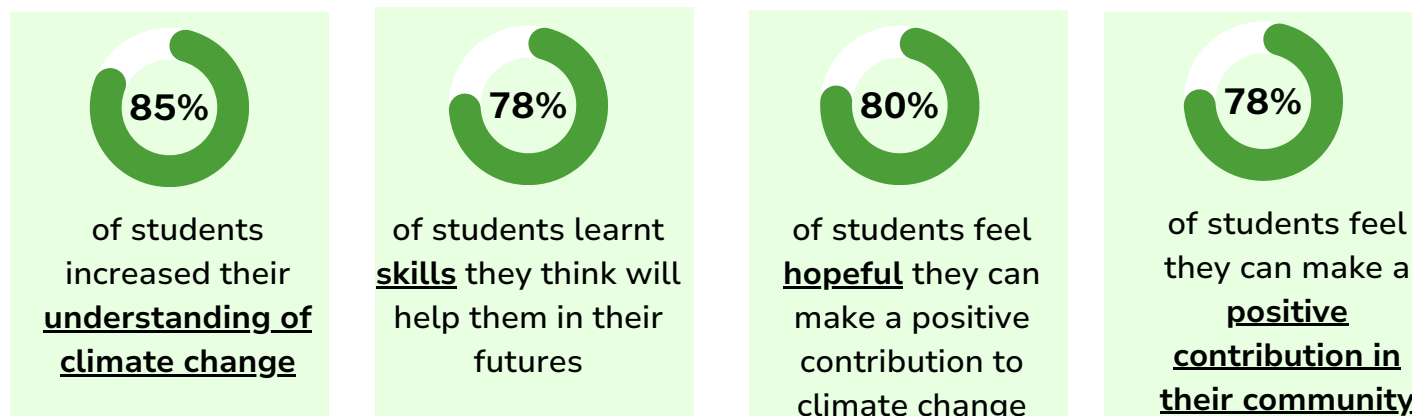 85%
of students
increased their
understanding of
climate change
78%
of students learnt
skills they think will
help them in their
futures
80%
of students feel
hopeful they can
make a positive
contribution to
climate change
78%
of students feel
they can make a
positive
contribution in
their community